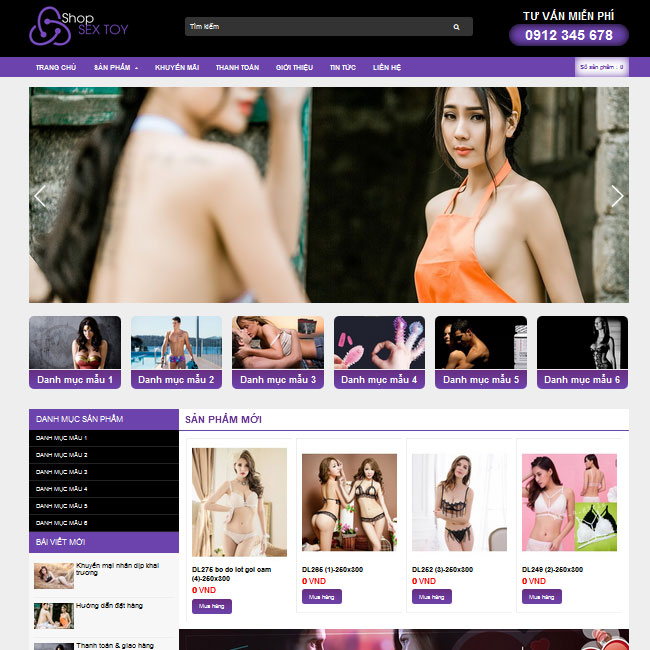 Shop
SEX TOY
Tìm kiếm
TƯ VẤN MIỄN PHÍ
0912 345 678
TRANG CHỦ
SẢN PHẨM
KHUYẾN MÃI
THANH TOÁN
GIỚI THIỆU
TIN TỨC
LIÊN HỆ
Số sản phẩm : 0
Danh mục mẫu 1
Danh mục mẫu 2
Danh mục mẫu 3
Danh mục mẫu 4
Danh mục mẫu 5
Danh mục mẫu 6
DANH MỤC SẢN PHẨM
DANH MỤC MẪU 1
DANH MỤC MẪU 2
DANH MỤC MẪU 3
DANH MỤC MẪU 4
DANH MỤC MẪU 5
DANH MỤC MẪU 6
BÀI VIẾT MỚI
Khuyến mại nhân dịp khai
trương
Hướng dẫn đặt hàng
Thanh toán & giao hàng
SẢN PHẨM MỚI
DL275 bo do lot goi cam
(4)-250x300
0 VND
Mua hàng
DL265 (1)-250x300
0 VND
Mua hàng
DL252 (3)-250x300
0 VND
Mua hàng
DL249 (2)-250x300
0 VND
Mua hàng